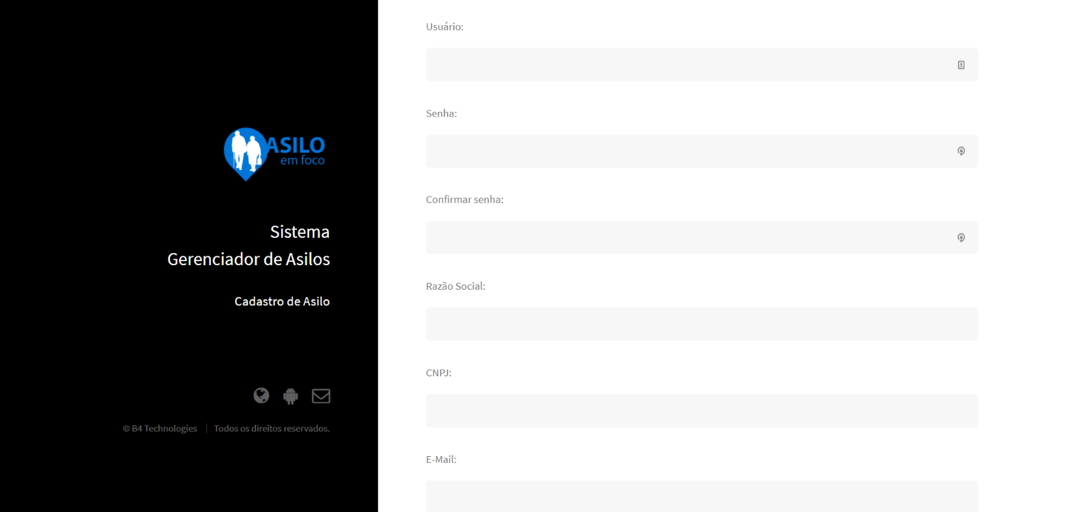 ASILO
em foco
Sistema
Gerenciador de Asilos
Cadastro de Asilo
© B4 Technologies | Todos os direitos reservados.
Usuário:
Senha:
Confirmar senha:
Razão Social:
CNPJ:
E-Mail: